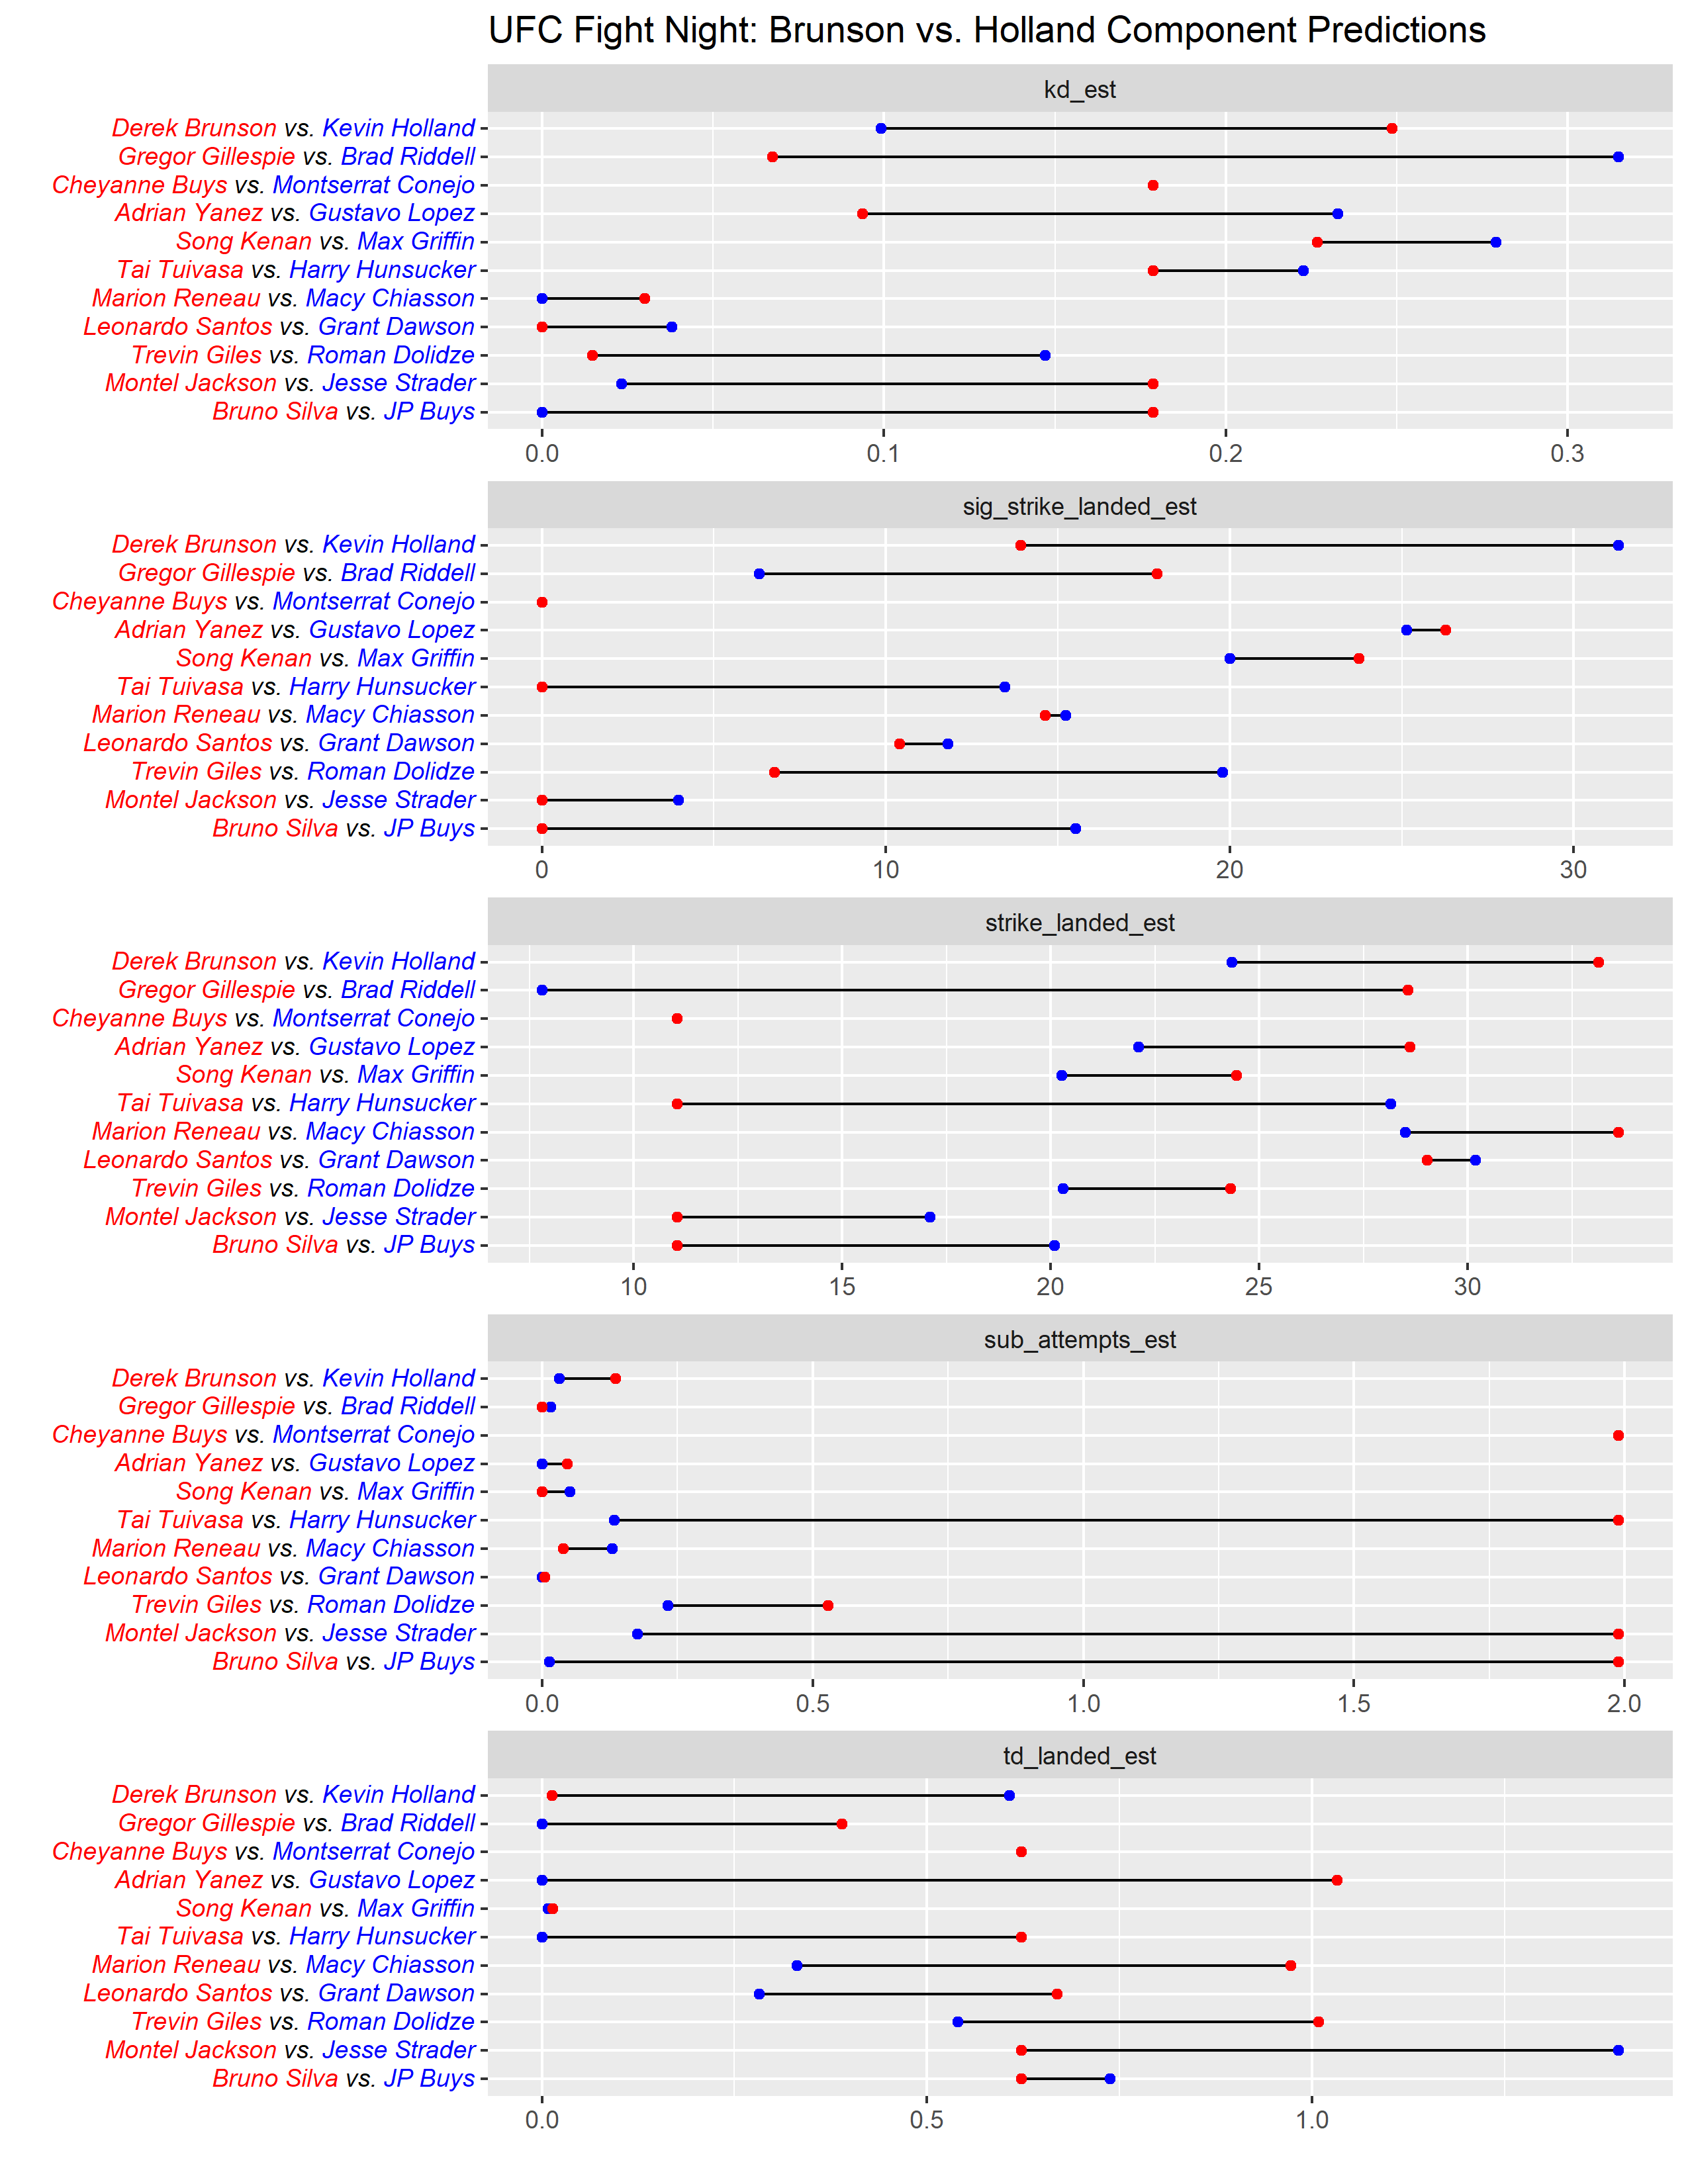 UFC Fight Night: Brunson vs. Holland Component Predictions
kd_est
Derek Brunson vs. Kevin Holland
Gregor Gillespie vs. Brad Riddell
Cheyanne Buys vs. Montserrat Conejo
Adrian Yanez vs. Gustavo Lopez
Song Kenan vs. Max Griffin
Tai Tuivasa vs. Harry Hunsucker
Marion Reneau vs. Macy Chiasson
Leonardo Santos vs. Grant Dawson
Trevin Giles vs. Roman Dolidze
Montel Jackson vs. Jesse Strader
Bruno Silva vs. JP Buys
0.0 0.1 0.2 0.3
sig_strike_landed_est
Derek Brunson vs. Kevin Holland
Gregor Gillespie vs. Brad Riddell
Cheyanne Buys vs. Montserrat Conejo
Adrian Yanez vs. Gustavo Lopez
Song Kenan vs. Max Griffin
Tai Tuivasa vs. Harry Hunsucker
Marion Reneau vs. Macy Chiasson
Leonardo Santos vs. Grant Dawson
Trevin Giles vs. Roman Dolidze
Montel Jackson vs. Jesse Strader
Bruno Silva vs. JP Buys
0 10 20 30
strike_landed_est
Derek Brunson vs. Kevin Holland
Gregor Gillespie vs. Brad Riddell
Cheyanne Buys vs. Montserrat Conejo
Adrian Yanez vs. Gustavo Lopez
Song Kenan vs. Max Griffin
Tai Tuivasa vs. Harry Hunsucker
Marion Reneau vs. Macy Chiasson
Leonardo Santos vs. Grant Dawson
Trevin Giles vs. Roman Dolidze
Montel Jackson vs. Jesse Strader
Bruno Silva vs. JP Buys
10 15 20 25 30
sub_attempts_est
Derek Brunson vs. Kevin Holland
Gregor Gillespie vs. Brad Riddell
Cheyanne Buys vs. Montserrat Conejo
Adrian Yanez vs. Gustavo Lopez
Song Kenan vs. Max Griffin
Tai Tuivasa vs. Harry Hunsucker
Marion Reneau vs. Macy Chiasson
Leonardo Santos vs. Grant Dawson
Trevin Giles vs. Roman Dolidze
Montel Jackson vs. Jesse Strader
Bruno Silva vs. JP Buys
0.0 0.5 1.0 1.5 2.0
td_landed_est
Derek Brunson vs. Kevin Holland
Gregor Gillespie vs. Brad Riddell
Cheyanne Buys vs. Montserrat Conejo
Adrian Yanez vs. Gustavo Lopez
Song Kenan vs. Max Griffin
Tai Tuivasa vs. Harry Hunsucker
Marion Reneau vs. Macy Chiasson
Leonardo Santos vs. Grant Dawson
Trevin Giles vs. Roman Dolidze
Montel Jackson vs. Jesse Strader
Bruno Silva vs. JP Buys
0.0 0.5 1.0